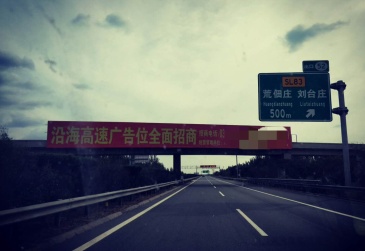 SL83
荒佃庄 刘台庄
Huangdianzhuang Liutaizhuang
500m
沿海高速广告位全面招商